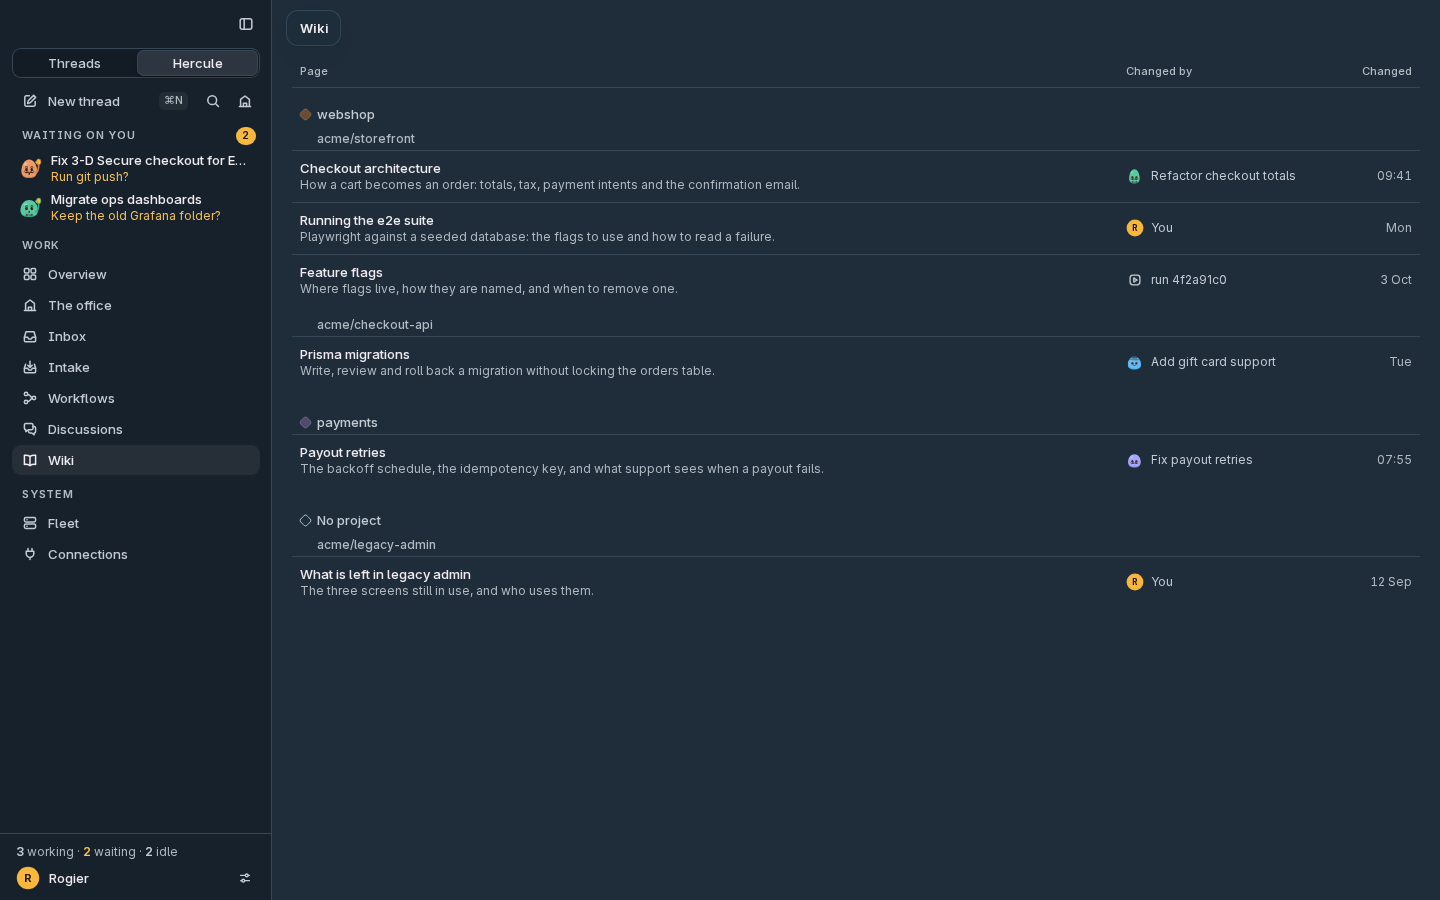 Threads
Hercule
New thread
⌘N
WAITING ON YOU
2
Fix 3-D Secure checkout for E…
Run git push?
Migrate ops dashboards
Keep the old Grafana folder?
WORK
Overview
The office
Inbox
Intake
Workflows
Discussions
Wiki
SYSTEM
Fleet
Connections
3 working · 2 waiting · 2 idle
R
Rogier
Wiki
Page
Changed by
Changed
webshop
acme/storefront
Checkout architecture
How a cart becomes an order: totals, tax, payment intents and the confirmation email.
Refactor checkout totals
09:41
Running the e2e suite
Playwright against a seeded database: the flags to use and how to read a failure.
R
You
Mon
Feature flags
Where flags live, how they are named, and when to remove one.
run 4f2a91c0
3 Oct
acme/checkout-api
Prisma migrations
Write, review and roll back a migration without locking the orders table.
Add gift card support
Tue
payments
Payout retries
The backoff schedule, the idempotency key, and what support sees when a payout fails.
Fix payout retries
07:55
No project
acme/legacy-admin
What is left in legacy admin
The three screens still in use, and who uses them.
R
You
12 Sep